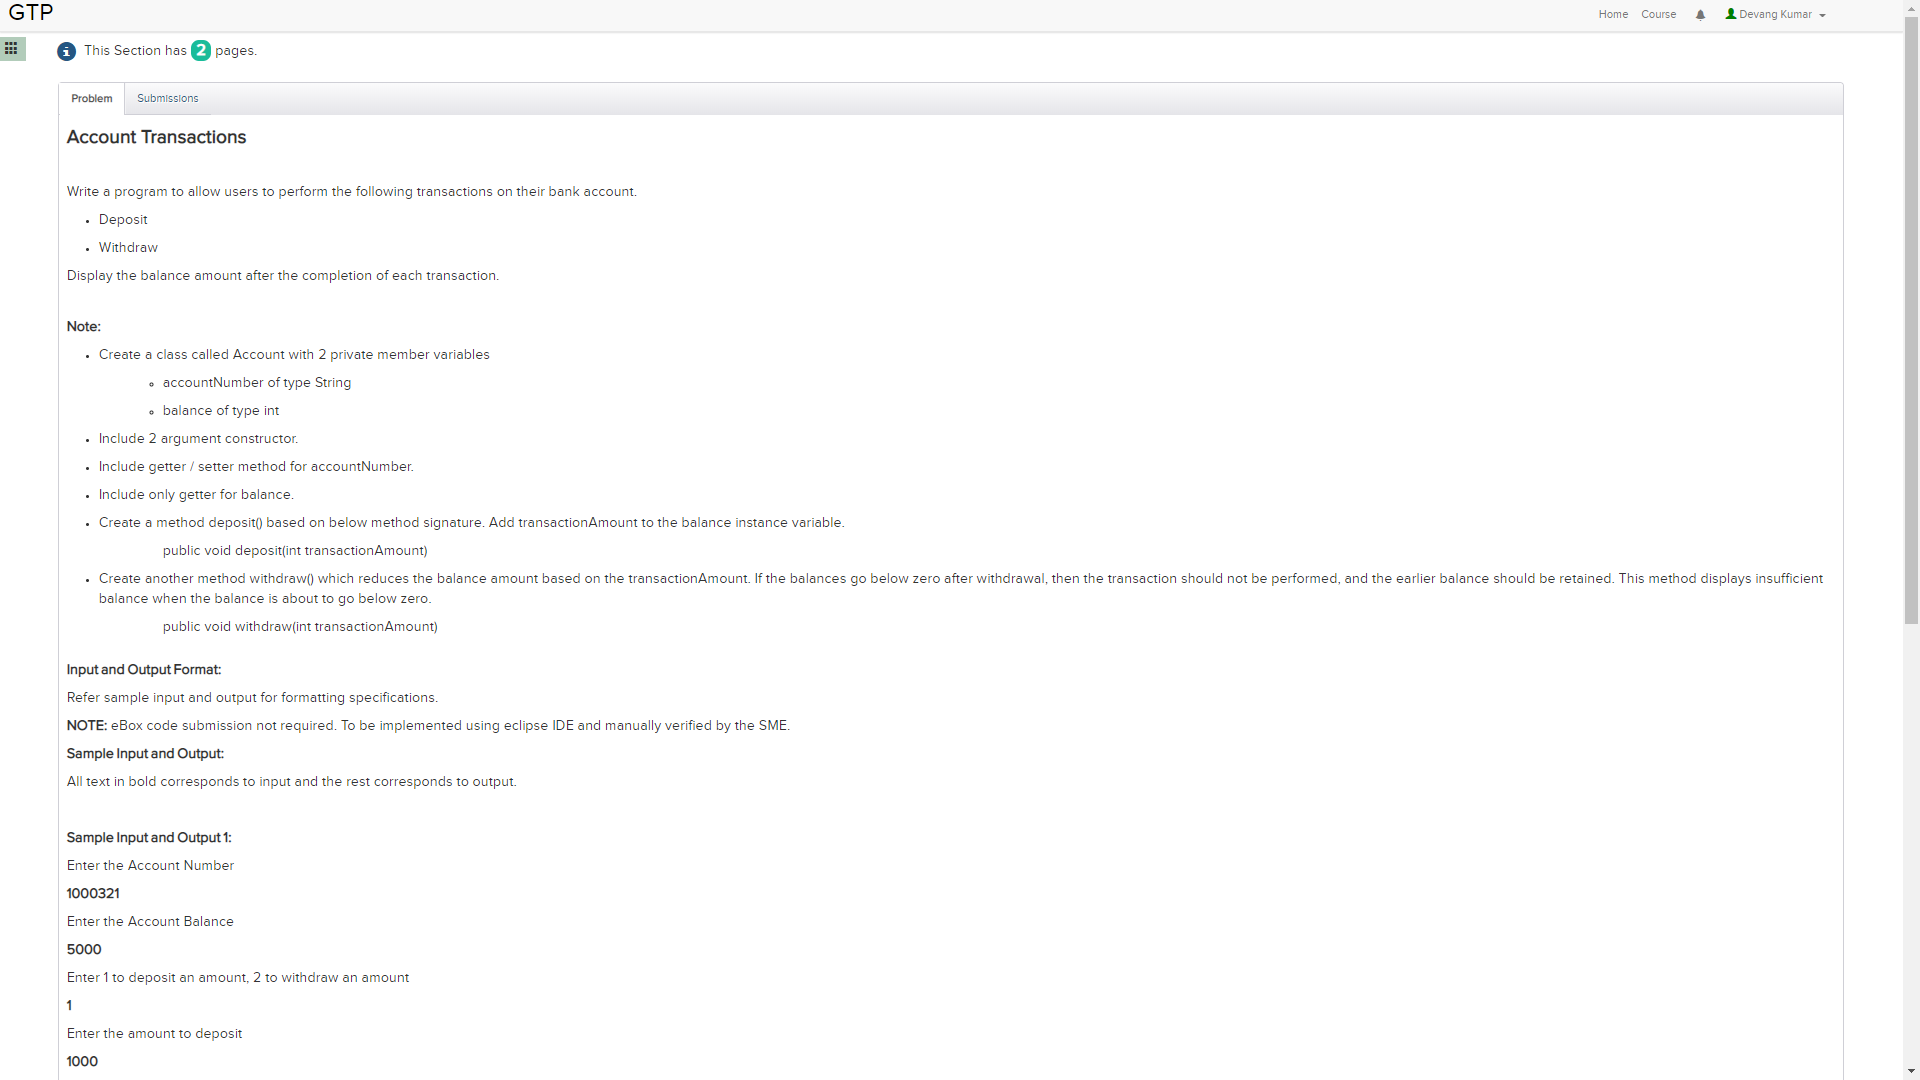 GTP
Home Course Devang Kumar
This Section has 2 pages.
Problem Submissions
Account Transactions
Write a program to allow users to perform the following transactions on their bank account.
Deposit
Withdraw
Display the balance amount after the completion of each transaction.
Note:
Create a class called Account with 2 private member variables
accountNumber of type String
balance of type int
Include 2 argument constructor.
Include getter / setter method for accountNumber.
Include only getter for balance.
Create a method deposit() based on below method signature. Add transactionAmount to the balance instance variable.
public void deposit(int transactionAmount)
Create another method withdraw() which reduces the balance amount based on the transactionAmount. If the balances go below zero after withdrawal, then the transaction should not be performed, and the earlier balance should be retained. This method displays insufficient
balance when the balance is about to go below zero.
public void withdraw(int transactionAmount)
Input and Output Format:
Refer sample input and output for formatting specifications.
NOTE: eBox code submission not required. To be implemented using eclipse IDE and manually verified by the SME.
Sample Input and Output:
All text in bold corresponds to input and the rest corresponds to output.
Sample Input and Output 1:
Enter the Account Number
1000321
Enter the Account Balance
5000
Enter 1 to deposit an amount, 2 to withdraw an amount
1
Enter the amount to deposit
1000